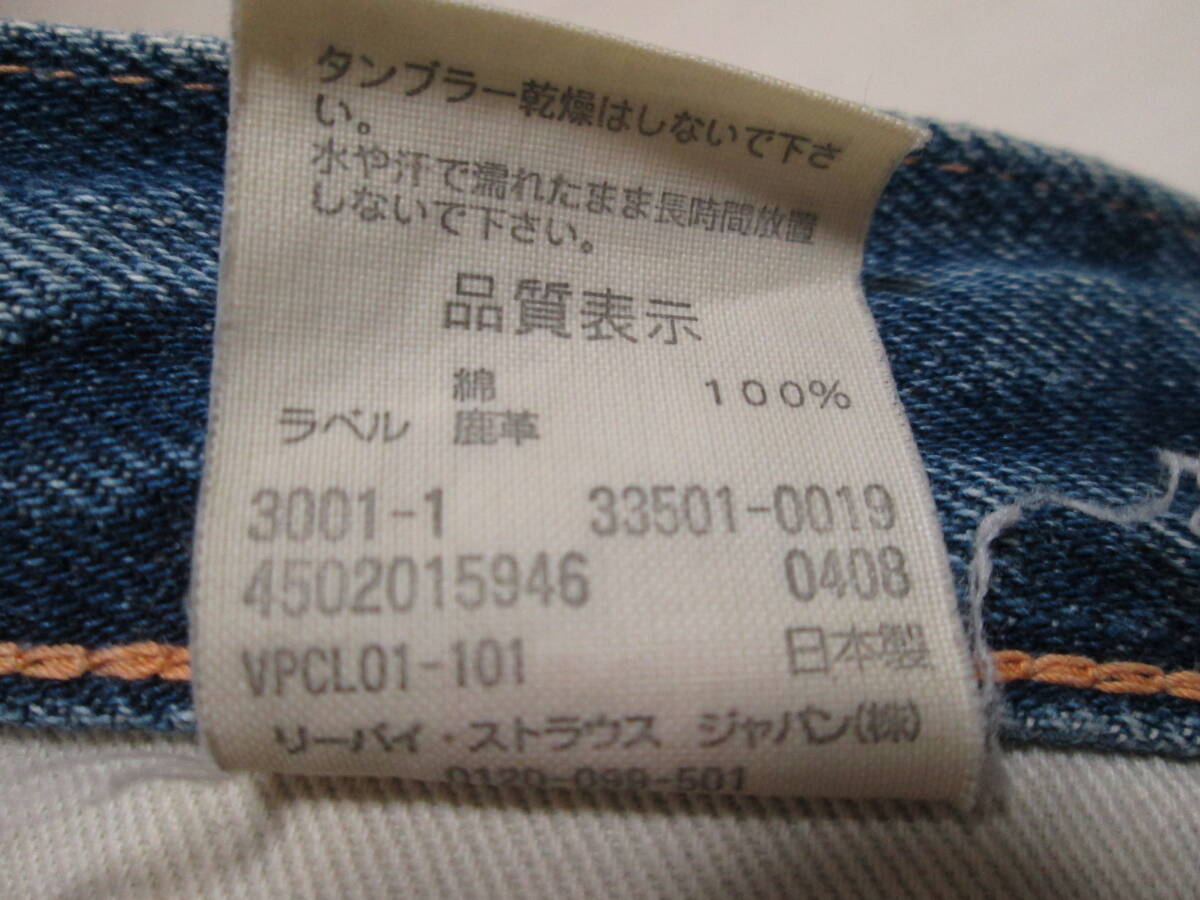 タンブラー乾燥はしないで下さ
い。
水や汗で濡れたまま長時間放置
しないで下さい。
品質表示
綿 100%
ラベル 鹿革
3001-1 33501-0019
4502015946 0408
VPCL01-101 日本製
リーバイ・ストラウス ジャパン(株)
0120-099-501